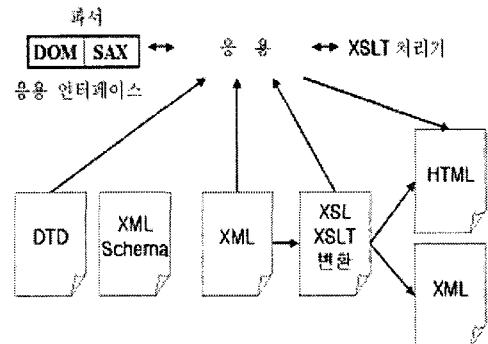 파서
DOM SAX ↔ 응 용 ↔ XSLT 처리기
응용 인터페이스
HTML
DTD
XML Schema
XML
XSL XSLT 변환
XML